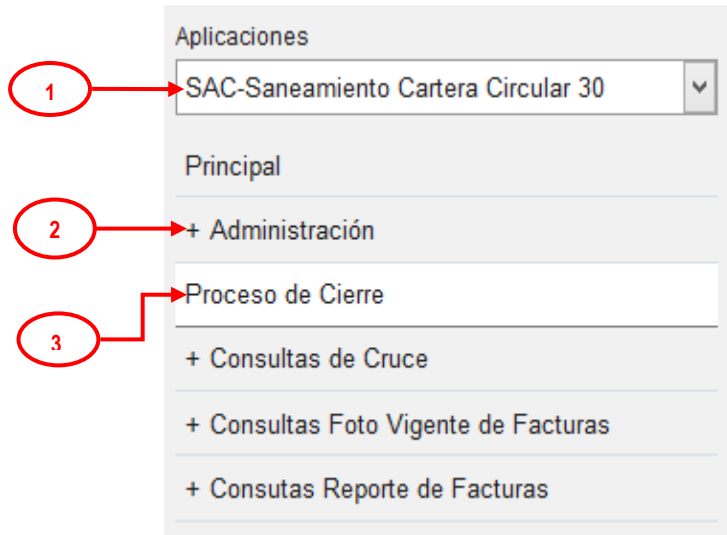 Aplicaciones
1
SAC-Saneamiento Cartera Circular 30
Principal
2
+ Administración
Proceso de Cierre
3
+ Consultas de Cruce
+ Consultas Foto Vigente de Facturas
+ Consutas Reporte de Facturas